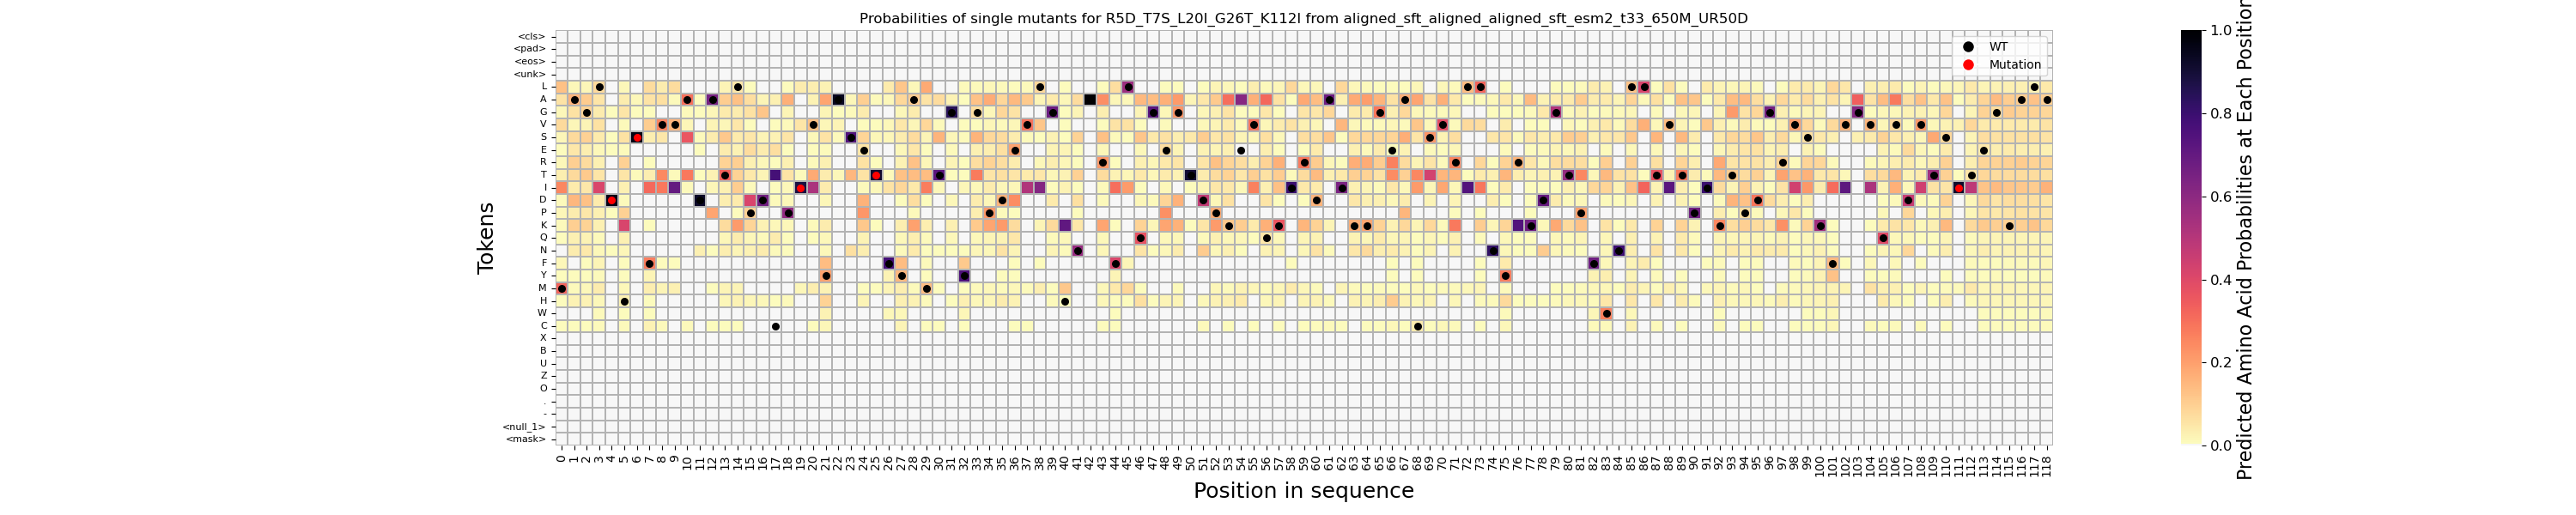 Probabilities of single mutants for R5D_T7S_L20I_G26T_K112I from aligned_sft_aligned_aligned_sft_esm2_t33_650M_UR50D
WT
Mutation
Tokens
<cls>
<pad>
<eos>
<unk>
L
A
G
V
S
E
R
T
I
D
P
K
Q
N
F
Y
M
H
W
C
X
B
U
Z
O
.
-
<null_1>
<mask>
0 1 2 3 4 5 6 7 8 9 10 11 12 13 14 15 16 17 18 19 20 21 22 23 24 25 26 27 28 29 30 31 32 33 34 35 36 37 38 39 40 41 42 43 44 45 46 47 48 49 50 51 52 53 54 55 56 57 58 59 60 61 62 63 64 65 66 67 68 69 70 71 72 73 74 75 76 77 78 79 80 81 82 83 84 85 86 87 88 89 90 91 92 93 94 95 96 97 98 99 100 101 102 103 104 105 106 107 108 109 110 111 112 113 114 115 116 117 118
Position in sequence
1.0
0.8
0.6
0.4
0.2
0.0
Predicted Amino Acid Probabilities at Each Position